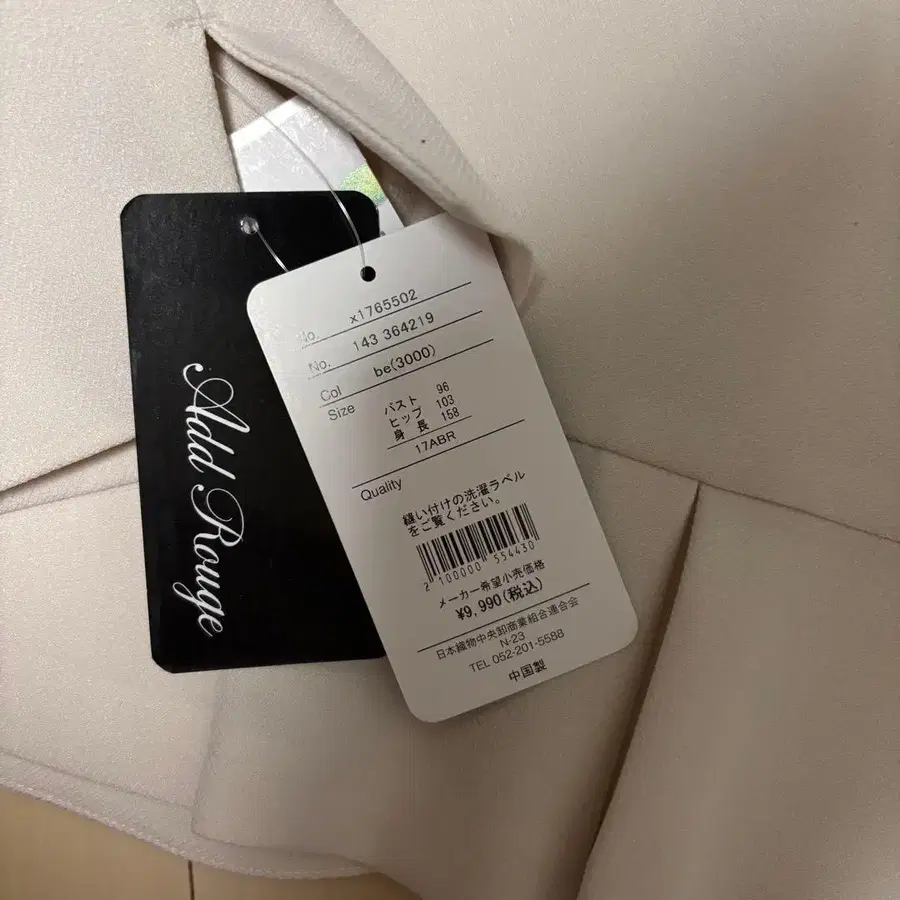 Add Rouge
No. x1765502
No. 143 364219
Col be(3000)
Size バスト 96
ヒップ 103
身長 158
17ABR
Quality
縫い付けの洗濯ラベル
をご覧ください。
2 100000 554430
メーカー希望小売価格
¥9,990(税込)
日本織物中央卸商業組合連合会
N-23
TEL 052-201-5588
中国製